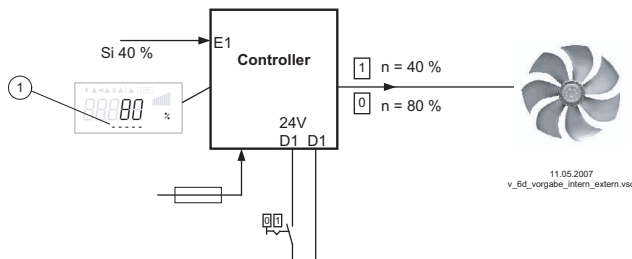 Si 40 %
E1
Controller
1 n = 40 %
0 n = 80 %
1
80
%
24V
D1 D1
0 1
11.05.2007
v_6d_vorgabe_intern_extern.vsd